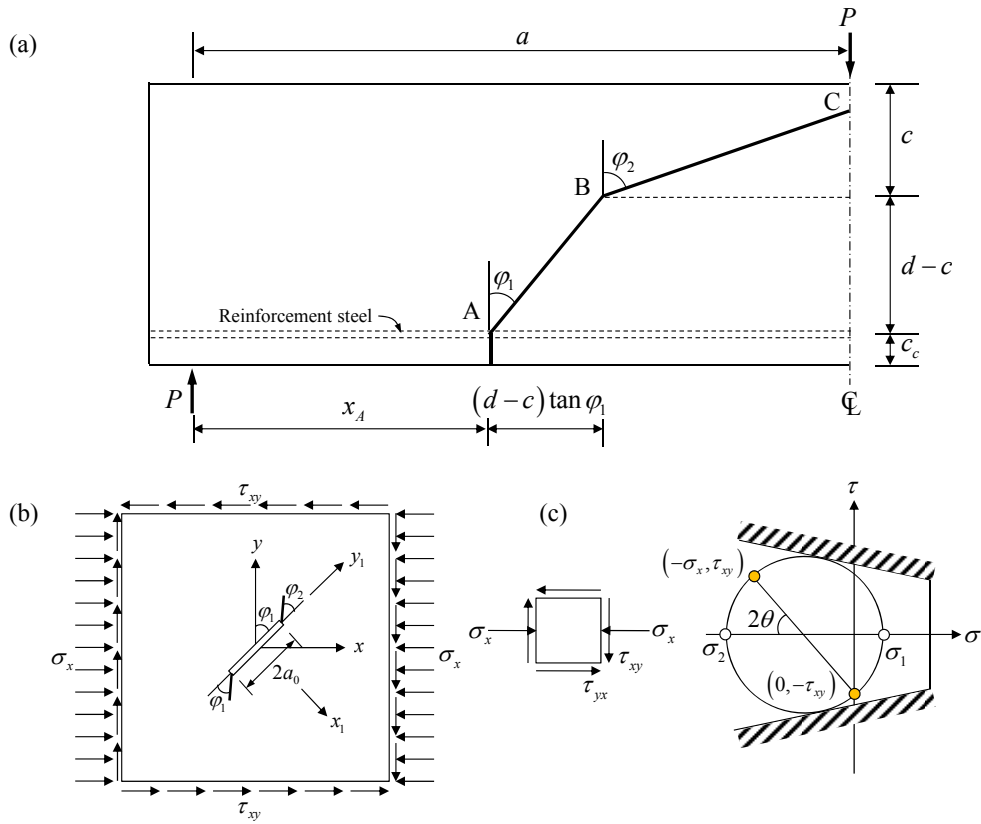 (a)
P
a
C
c
φ₂
B
d − c
φ₁
A
Reinforcement steel
c_c
P
x_A
(d − c) tan φ₁
℄
(b)
τ_xy
y
y₁
φ₂
φ₁
x
σ_x
σ_x
2a₀
φ₁
x₁
τ_xy
(c)
τ
(−σ_x, τ_xy)
2θ
σ_x
σ_x
σ
σ₂
σ₁
τ_xy
(0, −τ_xy)
τ_yx